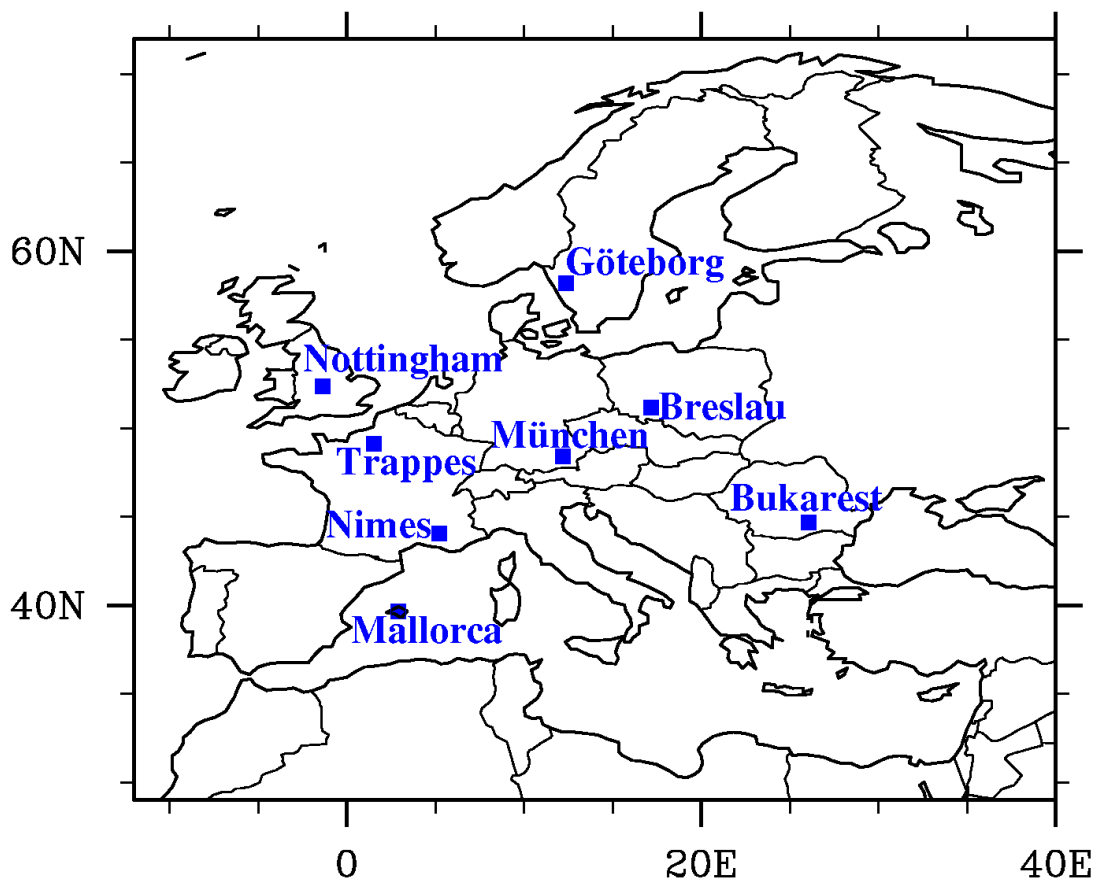 60N
Göteborg
Nottingham
Breslau
München
Trappes
Bukarest
Nimes
40N
Mallorca
0
20E
40E